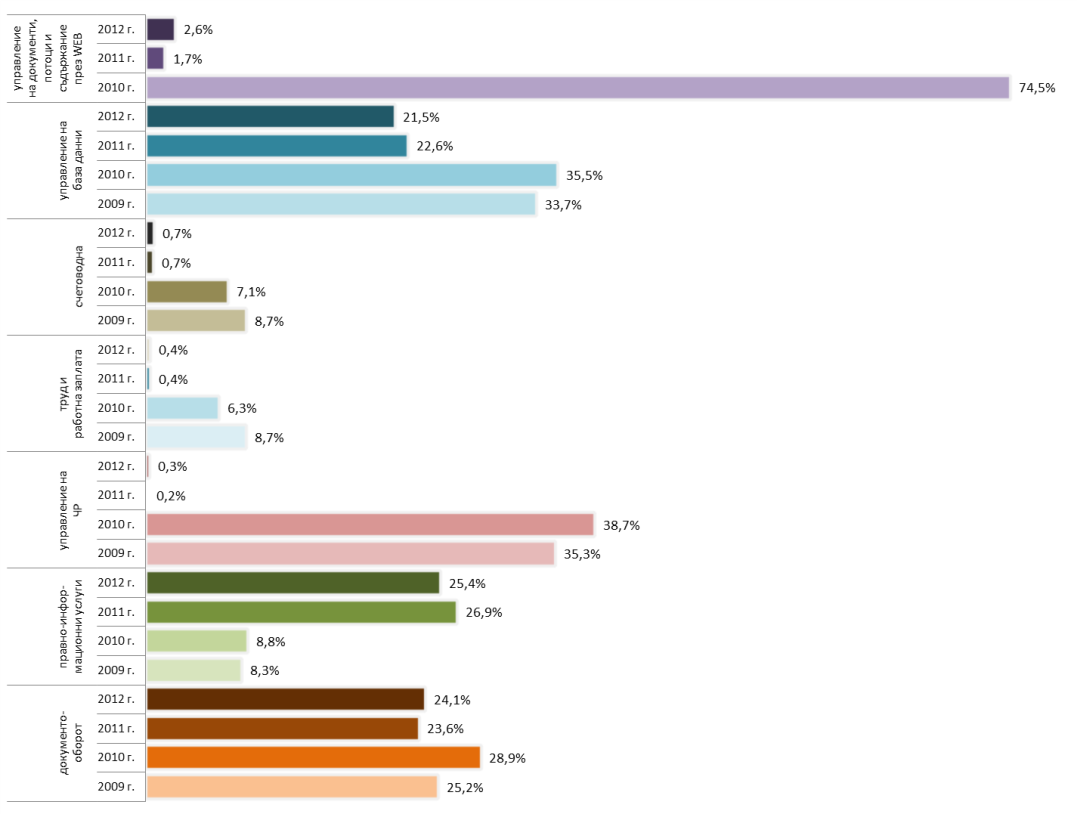 управление
на документи,
потоци и
съдържание
през WEB
2012 г.
2,6%
2011 г.
1,7%
2010 г.
74,5%
управление на
база данни
2012 г.
21,5%
2011 г.
22,6%
2010 г.
35,5%
2009 г.
33,7%
счетоводна
2012 г.
0,7%
2011 г.
0,7%
2010 г.
7,1%
2009 г.
8,7%
труд и
работна заплата
2012 г.
0,4%
2011 г.
0,4%
2010 г.
6,3%
2009 г.
8,7%
управление на
ЧР
2012 г.
0,3%
2011 г.
0,2%
2010 г.
38,7%
2009 г.
35,3%
правно-инфор-
мационни услуги
2012 г.
25,4%
2011 г.
26,9%
2010 г.
8,8%
2009 г.
8,3%
документо-
оборот
2012 г.
24,1%
2011 г.
23,6%
2010 г.
28,9%
2009 г.
25,2%